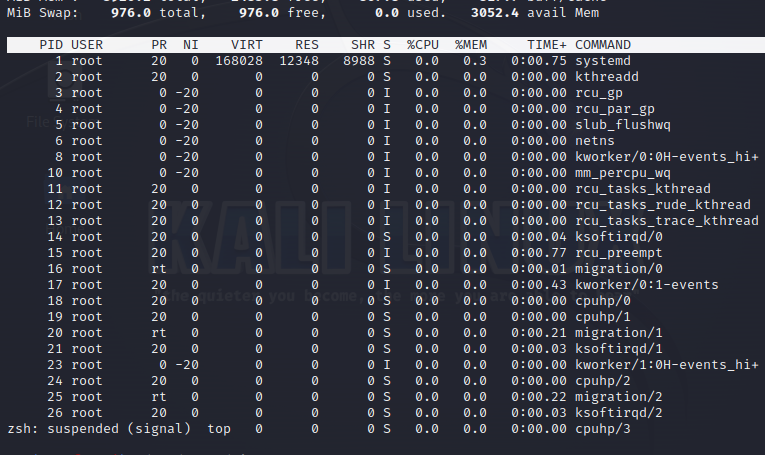 MiB Swap:    976.0 total,    976.0 free,      0.0 used.   3052.4 avail Mem
    PID USER      PR  NI    VIRT    RES    SHR S  %CPU  %MEM     TIME+ COMMAND
      1 root      20   0  168028  12348   8988 S   0.0   0.3   0:00.75 systemd
      2 root      20   0       0      0      0 S   0.0   0.0   0:00.00 kthreadd
      3 root       0 -20       0      0      0 I   0.0   0.0   0:00.00 rcu_gp
      4 root       0 -20       0      0      0 I   0.0   0.0   0:00.00 rcu_par_gp
      5 root       0 -20       0      0      0 I   0.0   0.0   0:00.00 slub_flushwq
      6 root       0 -20       0      0      0 I   0.0   0.0   0:00.00 netns
      8 root       0 -20       0      0      0 I   0.0   0.0   0:00.00 kworker/0:0H-events_hi+
     10 root       0 -20       0      0      0 I   0.0   0.0   0:00.00 mm_percpu_wq
     11 root      20   0       0      0      0 I   0.0   0.0   0:00.00 rcu_tasks_kthread
     12 root      20   0       0      0      0 I   0.0   0.0   0:00.00 rcu_tasks_rude_kthread
     13 root      20   0       0      0      0 I   0.0   0.0   0:00.00 rcu_tasks_trace_kthread
     14 root      20   0       0      0      0 S   0.0   0.0   0:00.04 ksoftirqd/0
     15 root      20   0       0      0      0 I   0.0   0.0   0:00.77 rcu_preempt
     16 root      rt   0       0      0      0 S   0.0   0.0   0:00.01 migration/0
     17 root      20   0       0      0      0 I   0.0   0.0   0:00.43 kworker/0:1-events
     18 root      20   0       0      0      0 S   0.0   0.0   0:00.00 cpuhp/0
     19 root      20   0       0      0      0 S   0.0   0.0   0:00.00 cpuhp/1
     20 root      rt   0       0      0      0 S   0.0   0.0   0:00.21 migration/1
     21 root      20   0       0      0      0 S   0.0   0.0   0:00.03 ksoftirqd/1
     23 root       0 -20       0      0      0 I   0.0   0.0   0:00.00 kworker/1:0H-events_hi+
     24 root      20   0       0      0      0 S   0.0   0.0   0:00.00 cpuhp/2
     25 root      rt   0       0      0      0 S   0.0   0.0   0:00.22 migration/2
     26 root      20   0       0      0      0 S   0.0   0.0   0:00.03 ksoftirqd/2
zsh: suspended (signal)  top   0       0      0 S   0.0   0.0   0:00.00 cpuhp/3